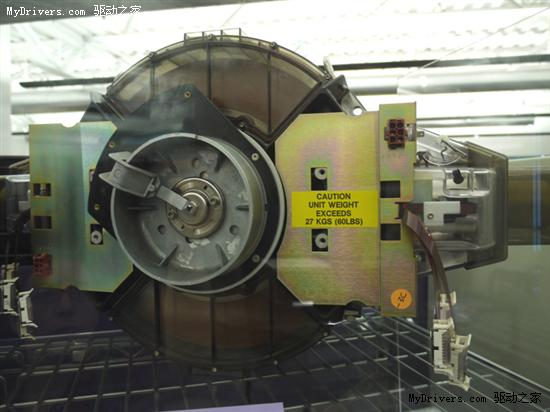 MyDrivers.com 驱动之家
CAUTION
UNIT WEIGHT
EXCEEDS
27 KGS (60LBS)
MyDrivers.com 驱动之家